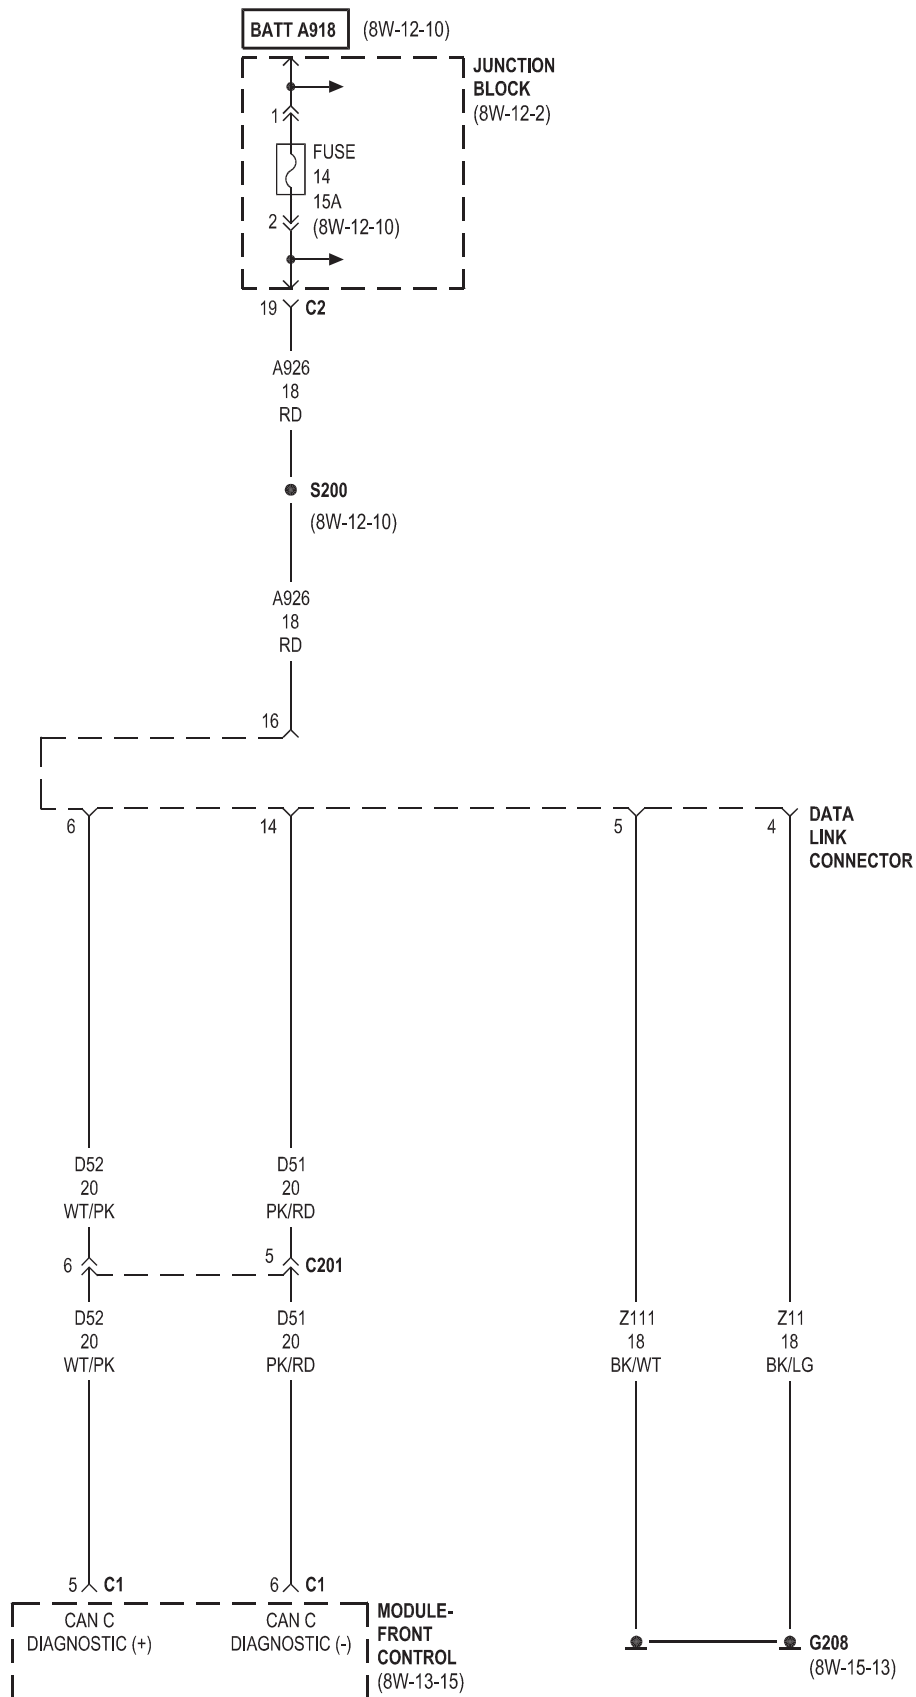 BATT A918 (8W-12-10)
JUNCTION
BLOCK
(8W-12-2)
1
FUSE
14
15A
(8W-12-10)
2
19 C2
A926
18
RD
S200
(8W-12-10)
A926
18
RD
16
6 14 5 4
DATA
LINK
CONNECTOR
D52
20
WT/PK
D51
20
PK/RD
6 5 C201
D52
20
WT/PK
D51
20
PK/RD
Z111
18
BK/WT
Z11
18
BK/LG
5 C1
6 C1
CAN C
DIAGNOSTIC (+)
CAN C
DIAGNOSTIC (-)
MODULE-
FRONT
CONTROL
(8W-13-15)
G208
(8W-15-13)